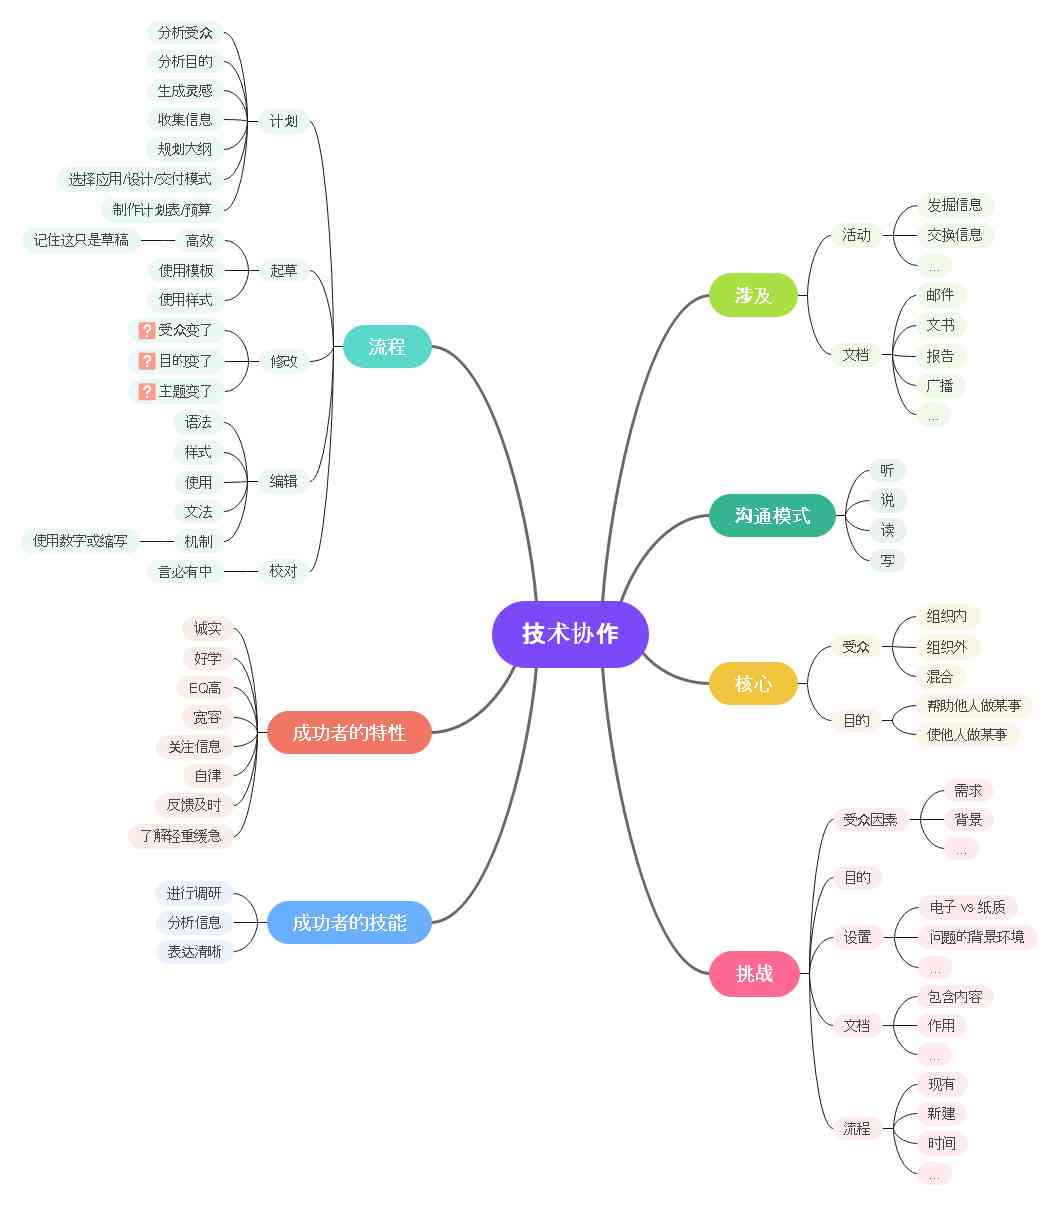 技术协作
流程
计划
分析受众
分析目的
生成灵感
收集信息
规划大纲
选择应用/设计/交付模式
制作计划表/预算
起草
高效
记住这只是草稿
使用模板
使用样式
修改
? 受众变了
? 目的变了
? 主题变了
编辑
语法
样式
使用
文法
机制
使用数字或缩写
校对
言必有中
成功者的特性
诚实
好学
EQ高
宽容
关注信息
自律
反馈及时
了解轻重缓急
成功者的技能
进行调研
分析信息
表达清晰
涉及
活动
发掘信息
交换信息
...
文档
邮件
文书
报告
广播
...
沟通模式
听
说
读
写
核心
受众
组织内
组织外
混合
目的
帮助他人做某事
使他人做某事
挑战
受众因素
需求
背景
...
目的
设置
电子 vs 纸质
问题的背景环境
...
文档
包含内容
作用
...
流程
现有
新建
时间
...